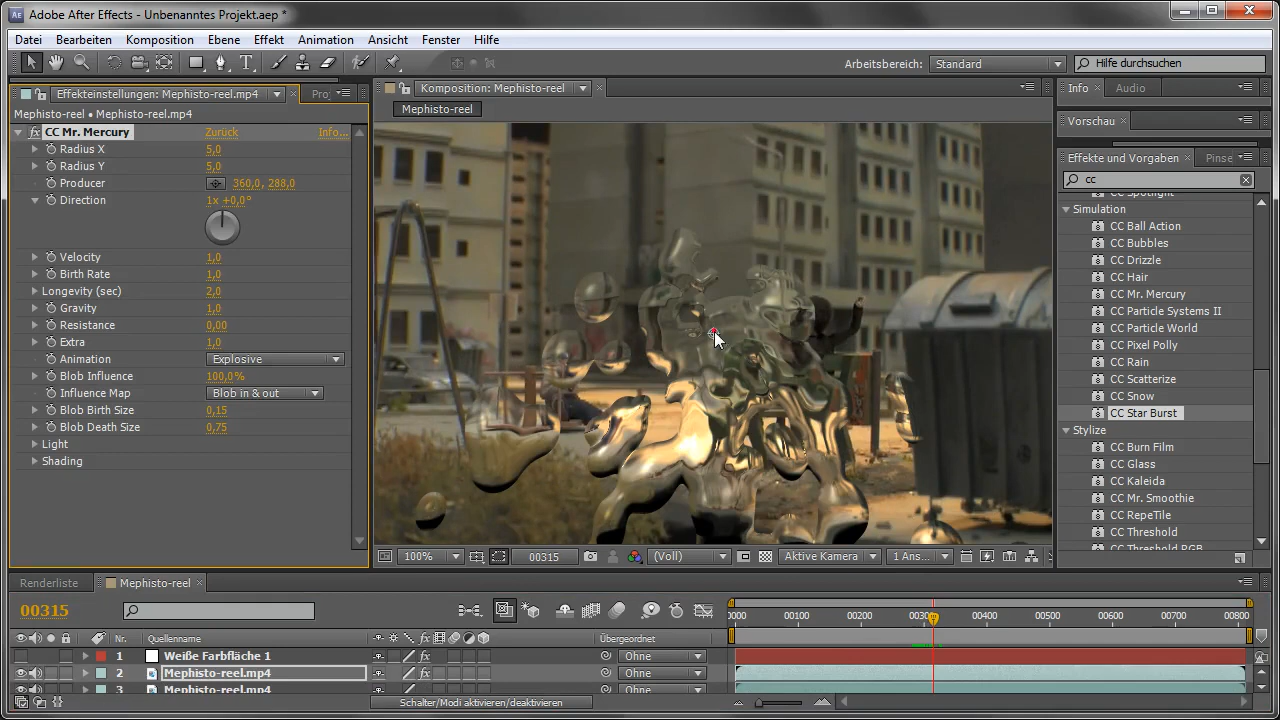 Adobe After Effects - Unbenanntes Projekt.aep *
Datei Bearbeiten Komposition Ebene Effekt Animation Ansicht Fenster Hilfe
Arbeitsbereich: Standard Hilfe durchsuchen
Effekteinstellungen: Mephisto-reel.mp4
Komposition: Mephisto-reel
Info Audio
Mephisto-reel • Mephisto-reel.mp4
Mephisto-reel
Vorschau
CC Mr. Mercury Zurück Info...
Radius X 5,0
Radius Y 5,0
Producer 360,0, 288,0
Direction 1x +0,0°
Velocity 1,0
Birth Rate 1,0
Longevity (sec) 2,0
Gravity 1,0
Resistance 0,00
Extra 1,0
Animation Explosive
Blob Influence 100,0%
Influence Map Blob in & out
Blob Birth Size 0,15
Blob Death Size 0,75
Light
Shading
Effekte und Vorgaben
cc
CC Spotlight
Simulation
CC Ball Action
CC Bubbles
CC Drizzle
CC Hair
CC Mr. Mercury
CC Particle Systems II
CC Particle World
CC Pixel Polly
CC Rain
CC Scatterize
CC Snow
CC Star Burst
Stylize
CC Burn Film
CC Glass
CC Kaleida
CC Mr. Smoothie
CC RepeTile
CC Threshold
CC Threshold RGB
100% 00315 (Voll) Aktive Kamera 1 Ans...
Renderliste Mephisto-reel
00315
00100 00200 00400 00500 00600 00700 00800
Nr. Quellenname Übergeordnet
1 Weiße Farbfläche 1 Ohne
2 Mephisto-reel.mp4 Ohne
3 Mephisto-reel.mp4 Ohne
Schalter/Modi aktivieren/deaktivieren